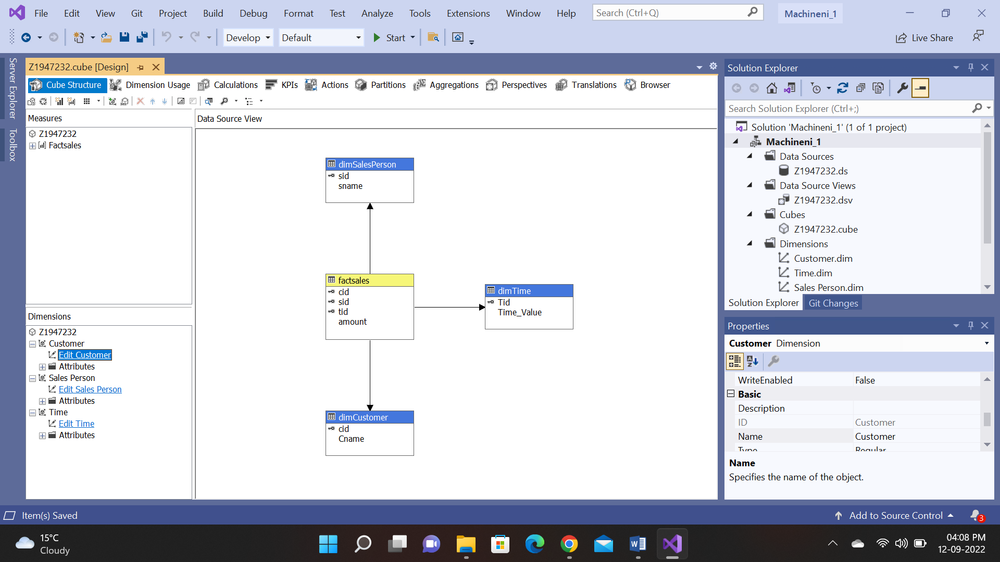 File Edit View Git Project Build Debug Format Test Analyze Tools Extensions Window Help Search (Ctrl+Q) Machineni_1
Develop Default Start Live Share
Server Explorer
Toolbox
Z1947232.cube [Design]
Cube Structure Dimension Usage Calculations KPIs Actions Partitions Aggregations Perspectives Translations Browser
Measures
Z1947232
Factsales
Dimensions
Z1947232
Customer
Edit Customer
Attributes
Sales Person
Edit Sales Person
Attributes
Time
Edit Time
Attributes
Data Source View
dimSalesPerson
sid
sname
factsales
cid
sid
tid
amount
dimTime
Tid
Time_Value
dimCustomer
cid
Cname
Solution Explorer
Search Solution Explorer (Ctrl+;)
Solution 'Machineni_1' (1 of 1 project)
Machineni_1
Data Sources
Z1947232.ds
Data Source Views
Z1947232.dsv
Cubes
Z1947232.cube
Dimensions
Customer.dim
Time.dim
Sales Person.dim
Solution Explorer Git Changes
Properties
Customer Dimension
WriteEnabled False
Basic
Description
ID Customer
Name Customer
Type Regular
Name
Specifies the name of the object.
Item(s) Saved
Add to Source Control 3
15°C
Cloudy
04:08 PM
12-09-2022